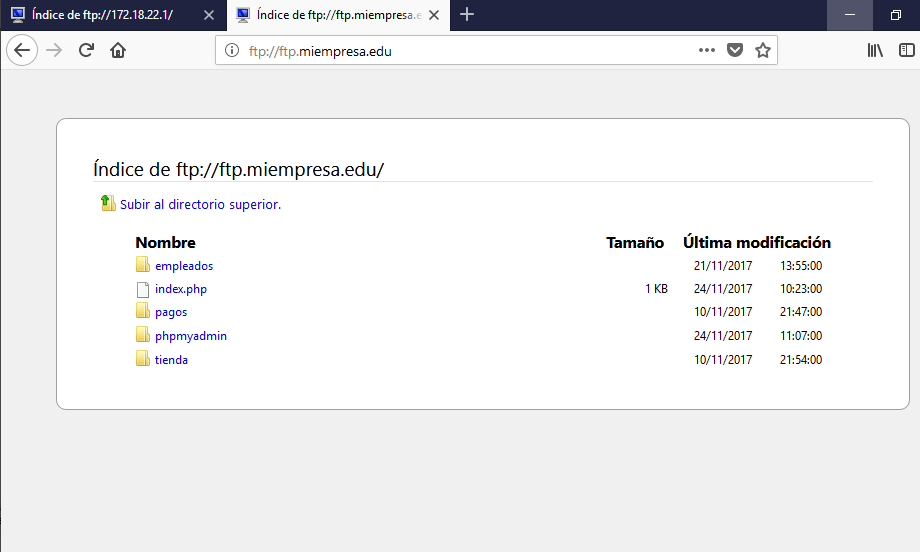 Índice de ftp://172.18.22.1/
Índice de ftp://ftp.miempresa.e
ftp://ftp.miempresa.edu
Índice de ftp://ftp.miempresa.edu/
Subir al directorio superior.
Nombre Tamaño Última modificación
empleados 21/11/2017 13:55:00
index.php 1 KB 24/11/2017 10:23:00
pagos 10/11/2017 21:47:00
phpmyadmin 24/11/2017 11:07:00
tienda 10/11/2017 21:54:00